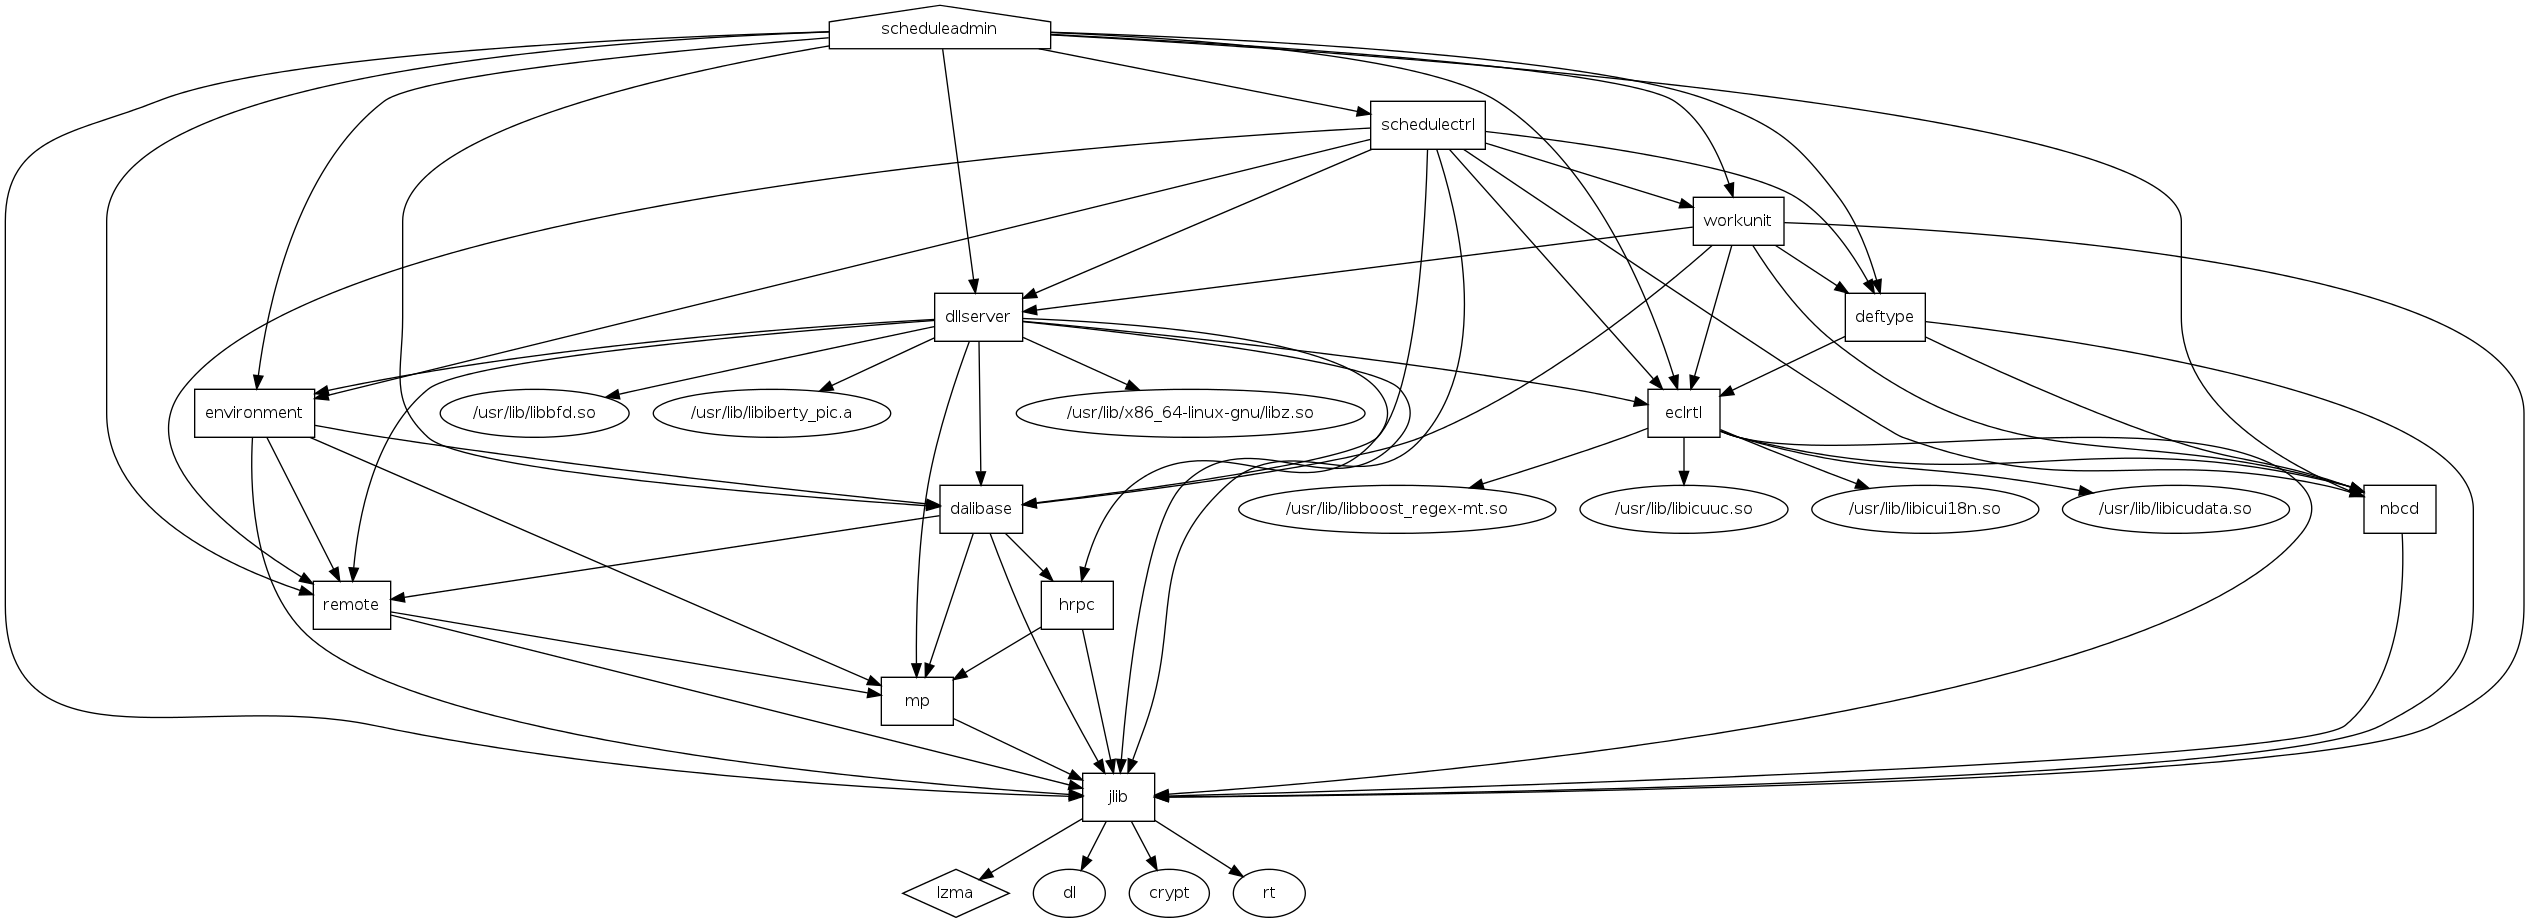 scheduleadmin
schedulectrl
workunit
dllserver
deftype
environment
/usr/lib/libbfd.so
/usr/lib/libiberty_pic.a
/usr/lib/x86_64-linux-gnu/libz.so
eclrtl
dalibase
/usr/lib/libboost_regex-mt.so
/usr/lib/libicuuc.so
/usr/lib/libicui18n.so
/usr/lib/libicudata.so
nbcd
remote
hrpc
mp
jlib
lzma
dl
crypt
rt